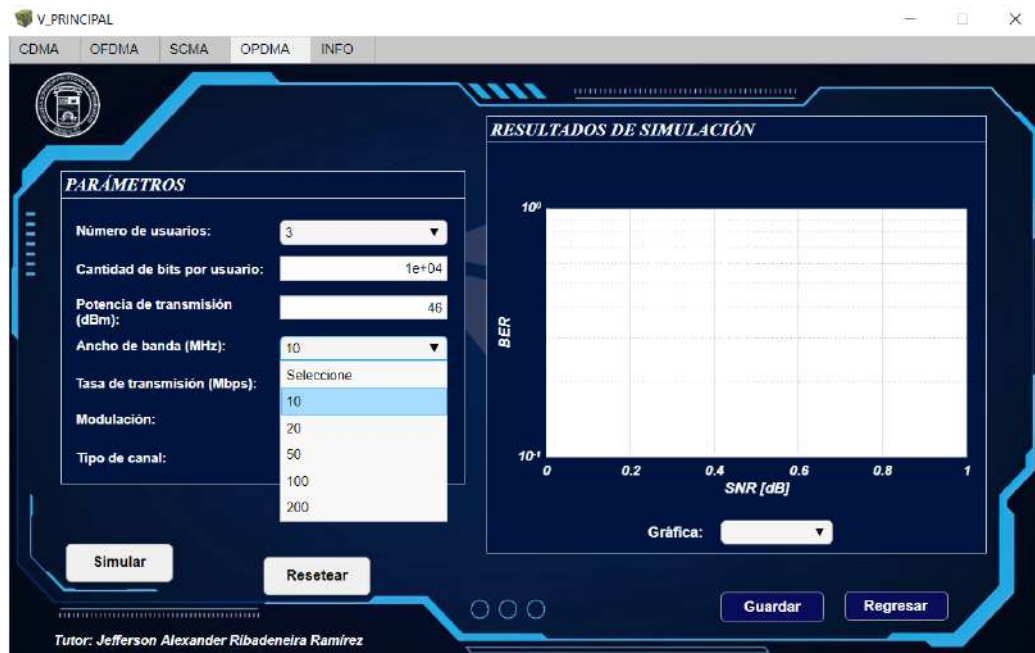 V_PRINCIPAL
CDMA OFDMA SCMA OPDMA INFO
PARÁMETROS
Número de usuarios: 3
Cantidad de bits por usuario: 1e+04
Potencia de transmisión
(dBm): 46
Ancho de banda (MHz): 10
Tasa de transmisión (Mbps):
Modulación:
Tipo de canal:
Seleccione
10
20
50
100
200
Simular
Resetear
Tutor: Jefferson Alexander Ribadeneira Ramírez
RESULTADOS DE SIMULACIÓN
10⁰
BER
10⁻¹
0 0.2 0.4 0.6 0.8 1
SNR [dB]
Gráfica:
Guardar Regresar